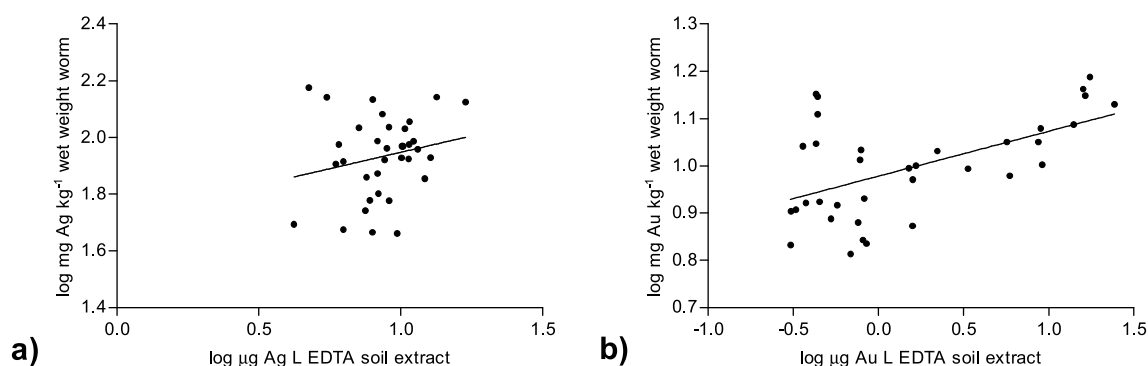 a)
log mg Ag kg⁻¹ wet weight worm
2.4
2.2
2.0
1.8
1.6
1.4
0.0 0.5 1.0 1.5
log µg Ag L EDTA soil extract
b)
log mg Au kg⁻¹ wet weight worm
1.3
1.2
1.1
1.0
0.9
0.8
0.7
-1.0 -0.5 0.0 0.5 1.0 1.5
log µg Au L EDTA soil extract